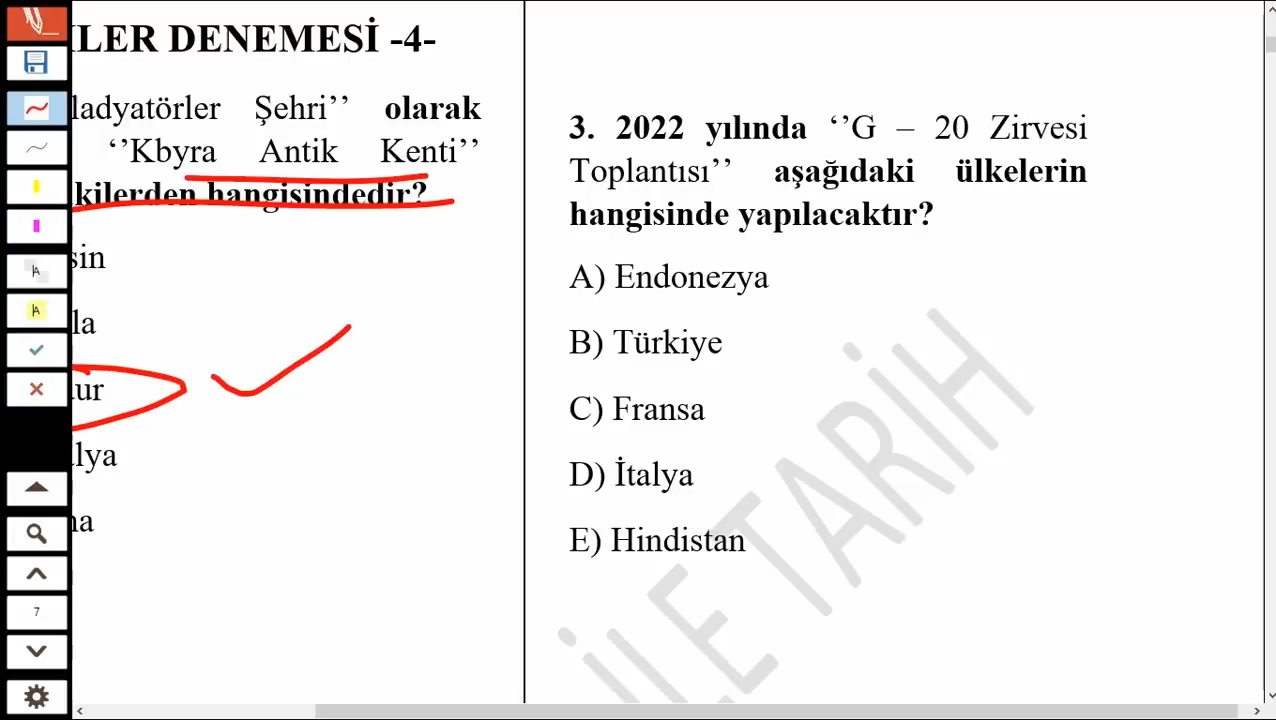 İLER DENEMESİ -4-
ladyatörler Şehri’’ olarak
‘’Kbyra Antik Kenti’’
kilerden hangisindedir?
sin
la
ur
lya
na
3. 2022 yılında ‘’G – 20 Zirvesi
Toplantısı’’ aşağıdaki ülkelerin
hangisinde yapılacaktır?
A) Endonezya
B) Türkiye
C) Fransa
D) İtalya
E) Hindistan
İLE TARİH
7